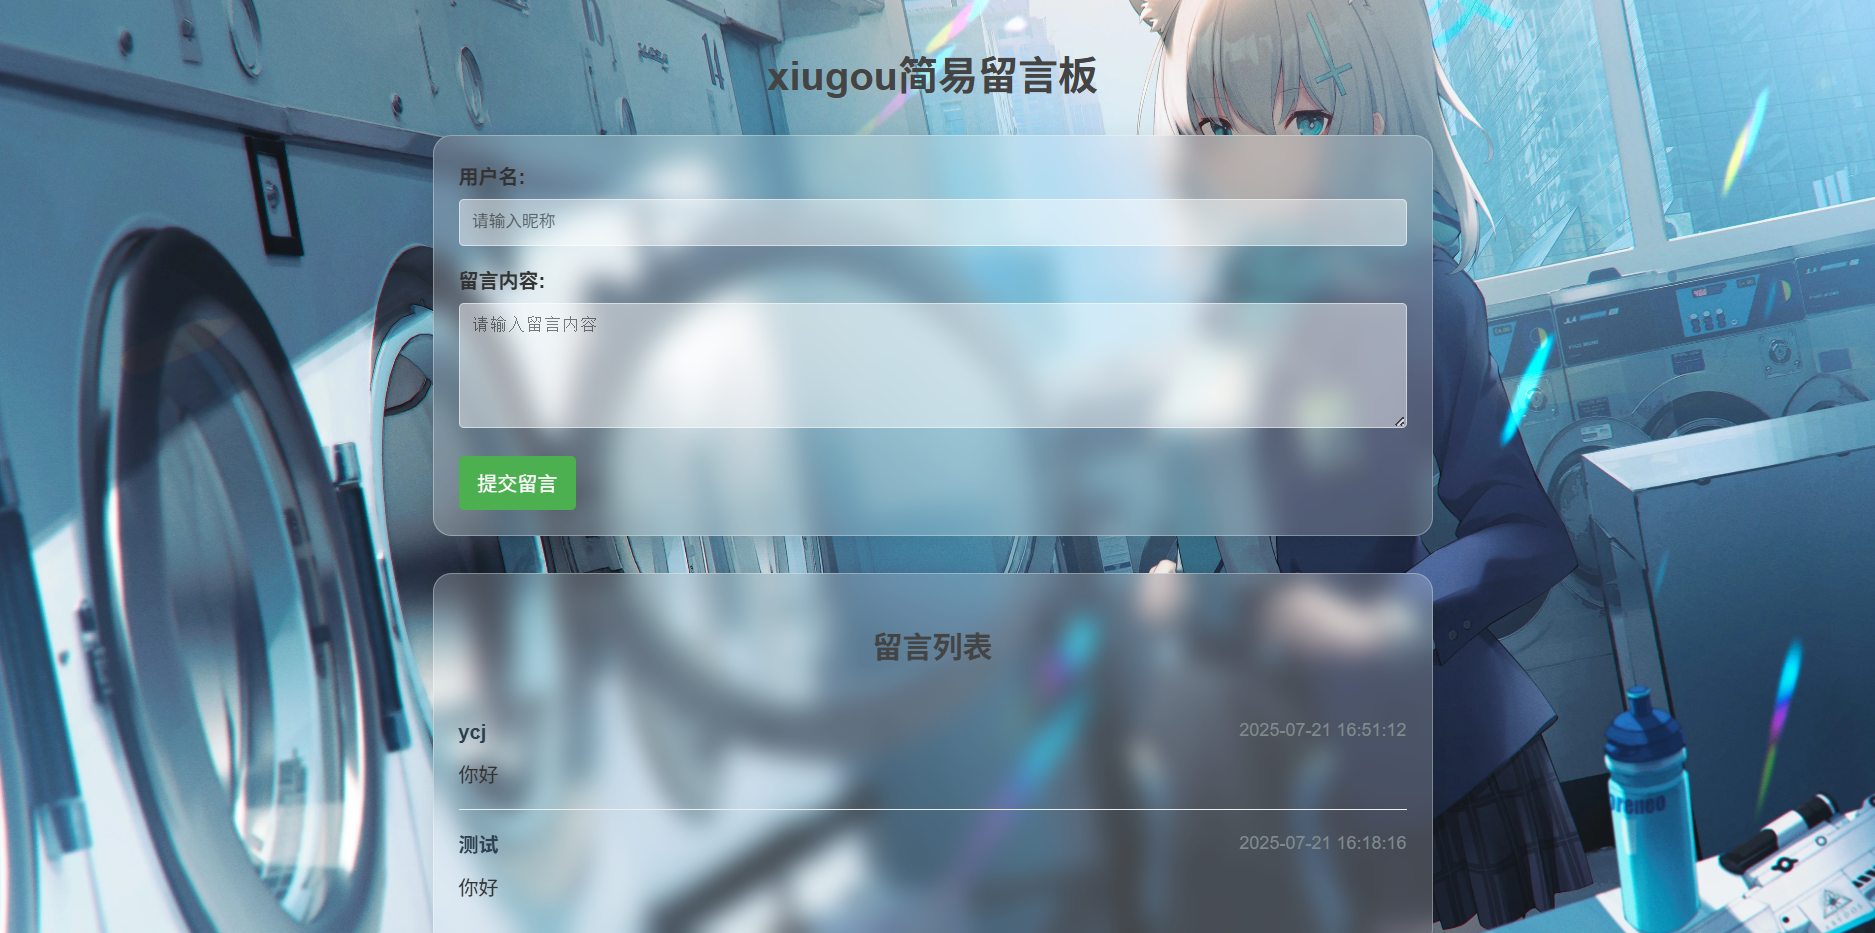 xiugou简易留言板
用户名:
请输入昵称
留言内容:
请输入留言内容
提交留言
留言列表
ycj
2025-07-21 16:51:12
你好
测试
2025-07-21 16:18:16
你好
14